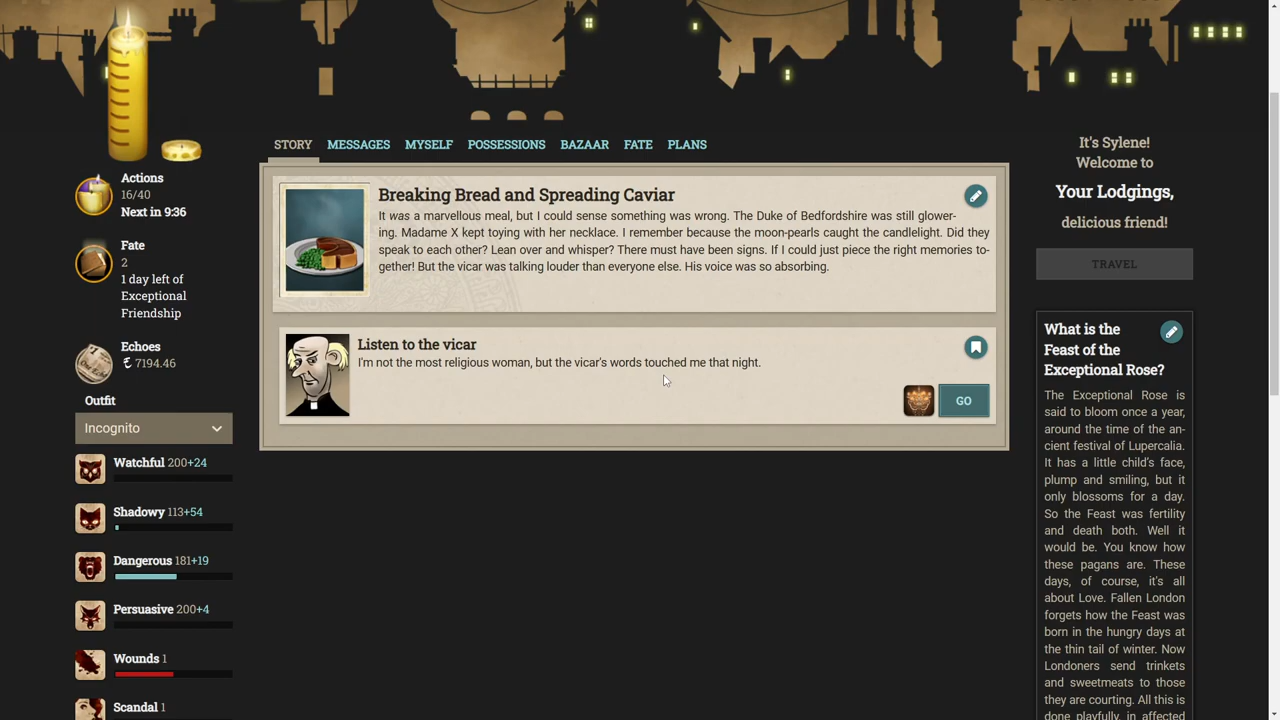 STORY MESSAGES MYSELF POSSESSIONS BAZAAR FATE PLANS
Actions
16/40
Next in 9:36
Fate
2
1 day left of
Exceptional
Friendship
Echoes
7194.46
Outfit
Incognito
Watchful 200+24
Shadowy 113+54
Dangerous 181+19
Persuasive 200+4
Wounds 1
Scandal 1
Breaking Bread and Spreading Caviar
It was a marvellous meal, but I could sense something was wrong. The Duke of Bedfordshire was still glower-
ing. Madame X kept toying with her necklace. I remember because the moon-pearls caught the candlelight. Did they
speak to each other? Lean over and whisper? There must have been signs. If I could just piece the right memories to-
gether! But the vicar was talking louder than everyone else. His voice was so absorbing.
Listen to the vicar
I'm not the most religious woman, but the vicar's words touched me that night.
GO
It's Sylene!
Welcome to
Your Lodgings,
delicious friend!
TRAVEL
What is the
Feast of the
Exceptional Rose?
The Exceptional Rose is
said to bloom once a year,
around the time of the an-
cient festival of Lupercalia.
It has a little child's face,
plump and smiling, but it
only blossoms for a day.
So the Feast was fertility
and death both. Well it
would be. You know how
these pagans are. These
days, of course, it's all
about Love. Fallen London
forgets how the Feast was
born in the hungry days at
the thin tail of winter. Now
Londoners send trinkets
and sweetmeats to those
they are courting. All this is
done playfully, in affected